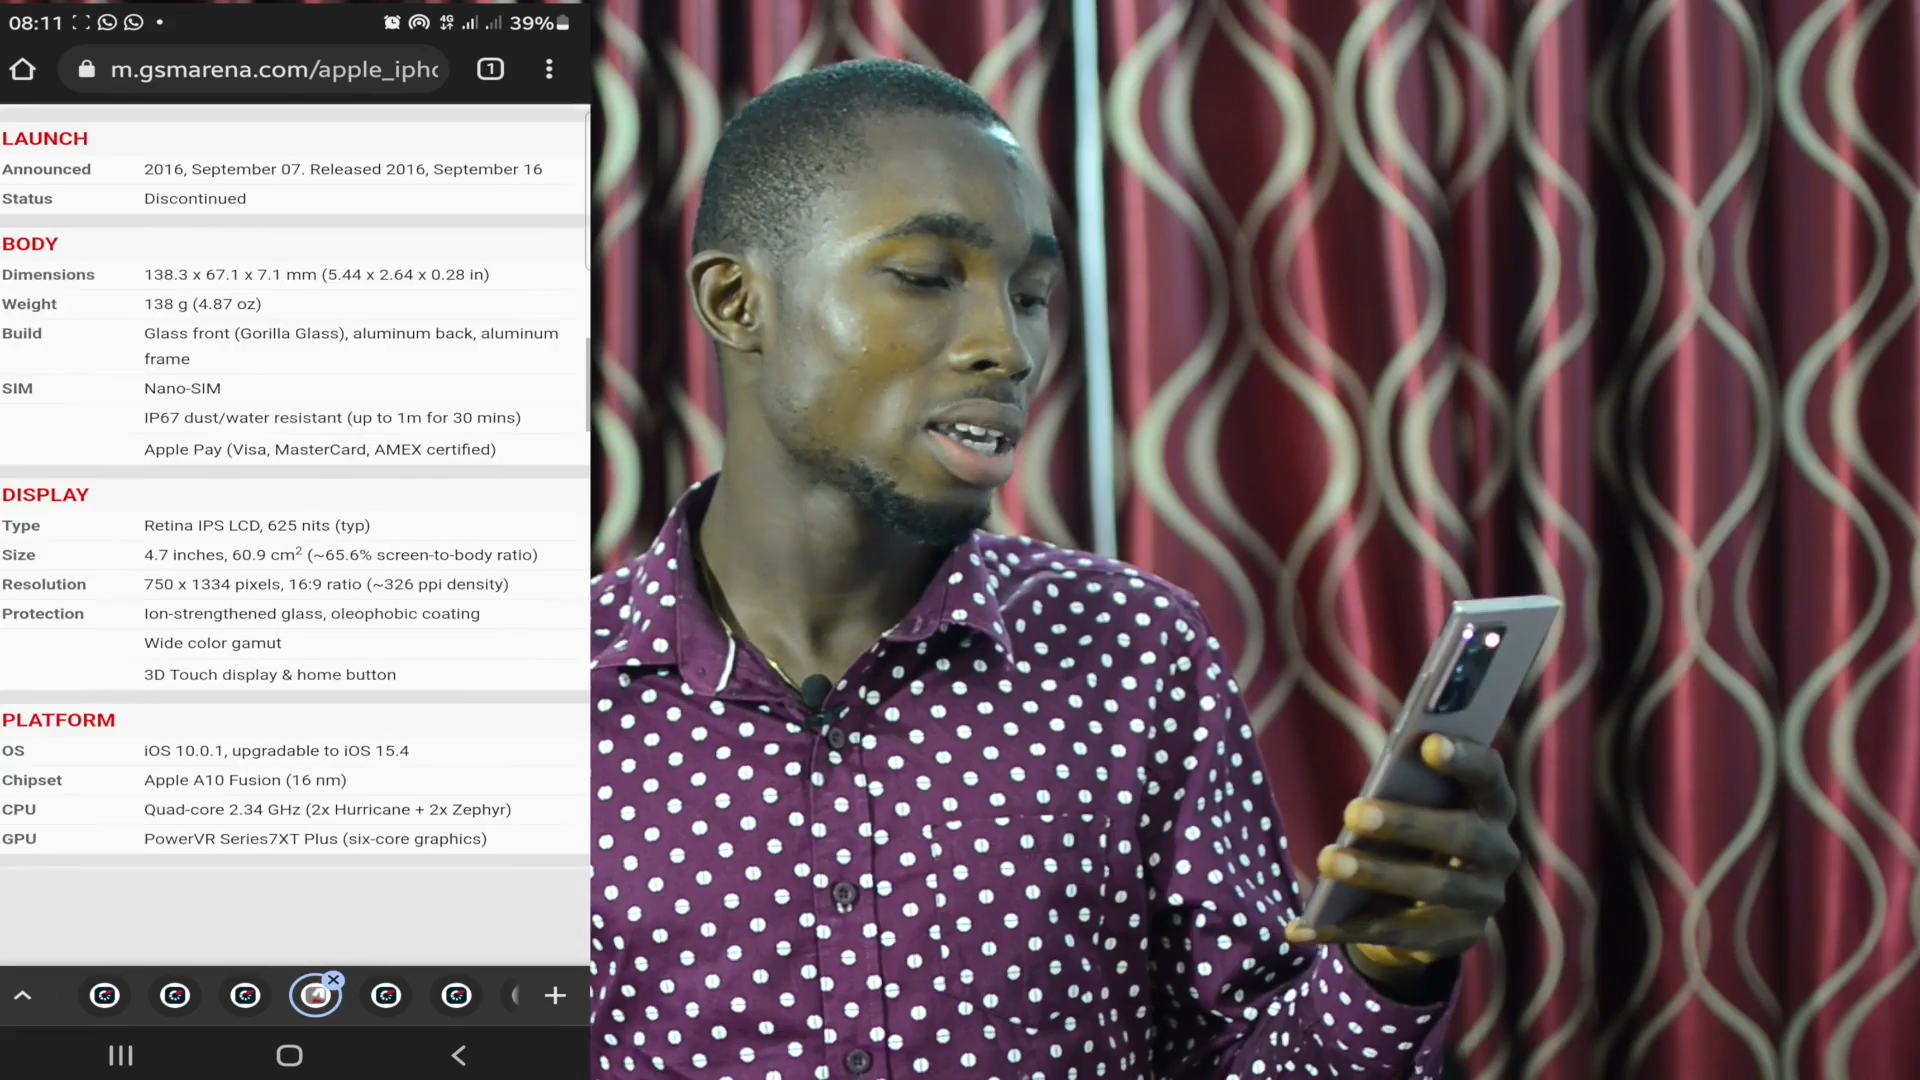 08:11 4G 39%
m.gsmarena.com/apple_iph 1
LAUNCH
Announced 2016, September 07. Released 2016, September 16
Status Discontinued
BODY
Dimensions 138.3 x 67.1 x 7.1 mm (5.44 x 2.64 x 0.28 in)
Weight 138 g (4.87 oz)
Build Glass front (Gorilla Glass), aluminum back, aluminum
frame
SIM Nano-SIM
IP67 dust/water resistant (up to 1m for 30 mins)
Apple Pay (Visa, MasterCard, AMEX certified)
DISPLAY
Type Retina IPS LCD, 625 nits (typ)
Size 4.7 inches, 60.9 cm² (~65.6% screen-to-body ratio)
Resolution 750 x 1334 pixels, 16:9 ratio (~326 ppi density)
Protection Ion-strengthened glass, oleophobic coating
Wide color gamut
3D Touch display & home button
PLATFORM
OS iOS 10.0.1, upgradable to iOS 15.4
Chipset Apple A10 Fusion (16 nm)
CPU Quad-core 2.34 GHz (2x Hurricane + 2x Zephyr)
GPU PowerVR Series7XT Plus (six-core graphics)